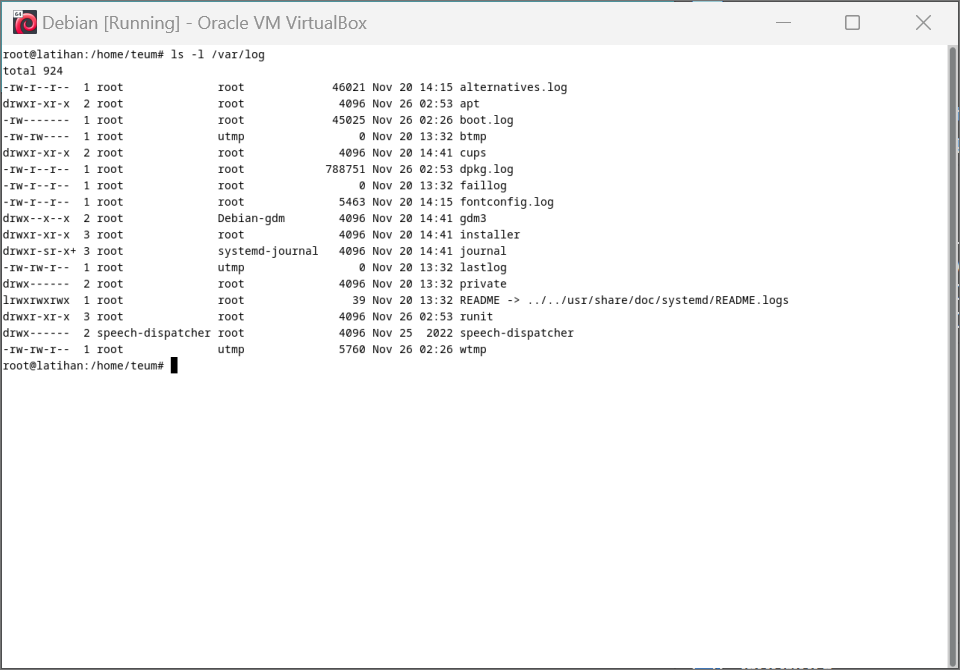 64
Debian [Running] - Oracle VM VirtualBox
root@latihan:/home/teum# ls -l /var/log
total 924
-rw-r--r--  1 root              root             46021 Nov 20 14:15 alternatives.log
drwxr-xr-x  2 root              root              4096 Nov 26 02:53 apt
-rw-------  1 root              root             45025 Nov 26 02:26 boot.log
-rw-rw----  1 root              utmp                 0 Nov 20 13:32 btmp
drwxr-xr-x  2 root              root              4096 Nov 20 14:41 cups
-rw-r--r--  1 root              root            788751 Nov 26 02:53 dpkg.log
-rw-r--r--  1 root              root                 0 Nov 20 13:32 faillog
-rw-r--r--  1 root              root              5463 Nov 20 14:15 fontconfig.log
drwx--x--x  2 root              Debian-gdm        4096 Nov 20 14:41 gdm3
drwxr-xr-x  3 root              root              4096 Nov 20 14:41 installer
drwxr-sr-x+ 3 root              systemd-journal   4096 Nov 20 14:41 journal
-rw-rw-r--  1 root              utmp                 0 Nov 20 13:32 lastlog
drwx------  2 root              root              4096 Nov 20 13:32 private
lrwxrwxrwx  1 root              root                39 Nov 20 13:32 README -> ../../usr/share/doc/systemd/README.logs
drwxr-xr-x  3 root              root              4096 Nov 26 02:53 runit
drwx------  2 speech-dispatcher root              4096 Nov 25  2022 speech-dispatcher
-rw-rw-r--  1 root              utmp              5760 Nov 26 02:26 wtmp
root@latihan:/home/teum#